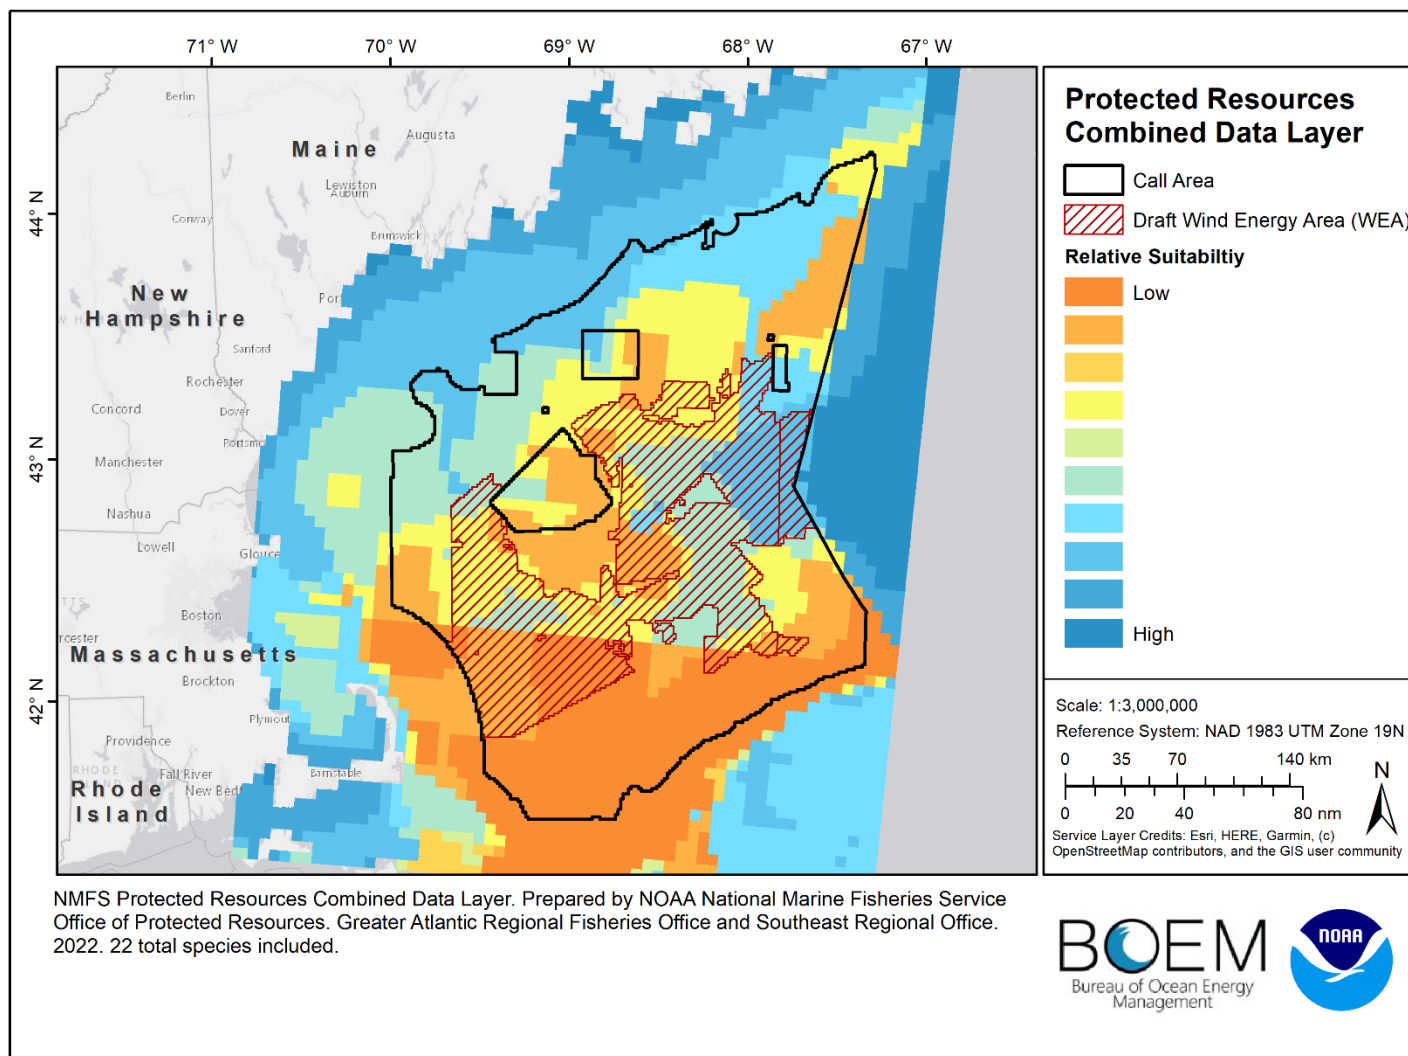 71° W
70° W
69° W
68° W
67° W
44° N
43° N
42° N
Berlin
Augusta
Maine
Lewiston
Auburn
Conway
Brunswick
New
Hampshire
Sanford
Rochester
Concord
Dover
Portsmo
Manchester
Nashua
Lowell
Glouce
Boston
Massachusetts
Brockton
Plymout
Providence
Fall River
Barnstable
New Bedf
Rhode
Island
Protected Resources
Combined Data Layer
Call Area
Draft Wind Energy Area (WEA)
Relative Suitabiltiy
Low
High
Scale: 1:3,000,000
Reference System: NAD 1983 UTM Zone 19N
0 35 70 140 km
0 20 40 80 nm
N
Service Layer Credits: Esri, HERE, Garmin, (c)
OpenStreetMap contributors, and the GIS user community
NMFS Protected Resources Combined Data Layer. Prepared by NOAA National Marine Fisheries Service
Office of Protected Resources. Greater Atlantic Regional Fisheries Office and Southeast Regional Office.
2022. 22 total species included.
BOEM
Bureau of Ocean Energy
Management
NOAA